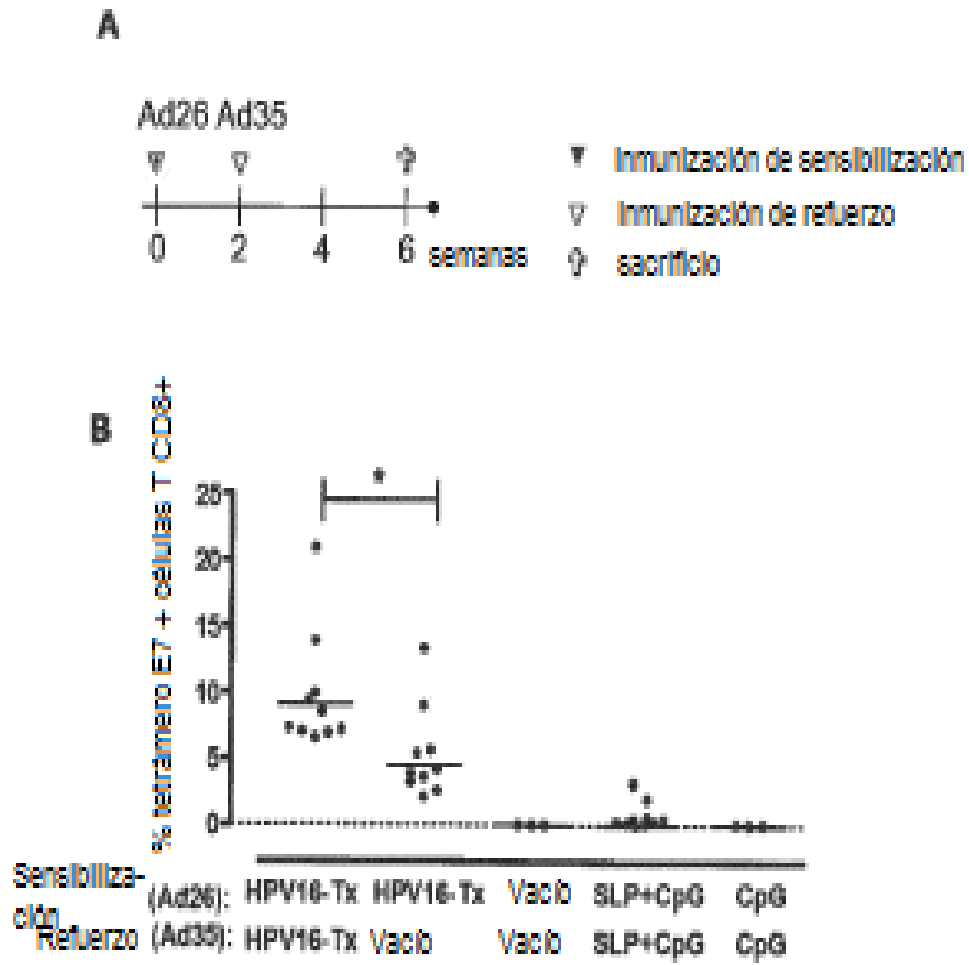 A
Ad26 Ad35
0 2 4 6 semanas
Inmunización de sensibilización
Inmunización de refuerzo
sacrificio
B
% tetrámero E7 + células T CD8+
25
20
15
10
5
0
*
Sensibiliza-
ción (Ad26): HPV16-Tx HPV16-Tx Vacío SLP+CpG CpG
Refuerzo (Ad35): HPV16-Tx Vacío Vacío SLP+CpG CpG